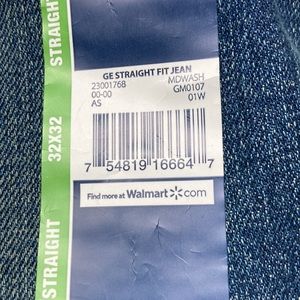 STRAIGHT
32X32
STRAIGHT
GE STRAIGHT FIT JEAN
23001768 MDWASH
00-00 GM0107
AS 01W
7 54819 16664 7
Find more at Walmart.com